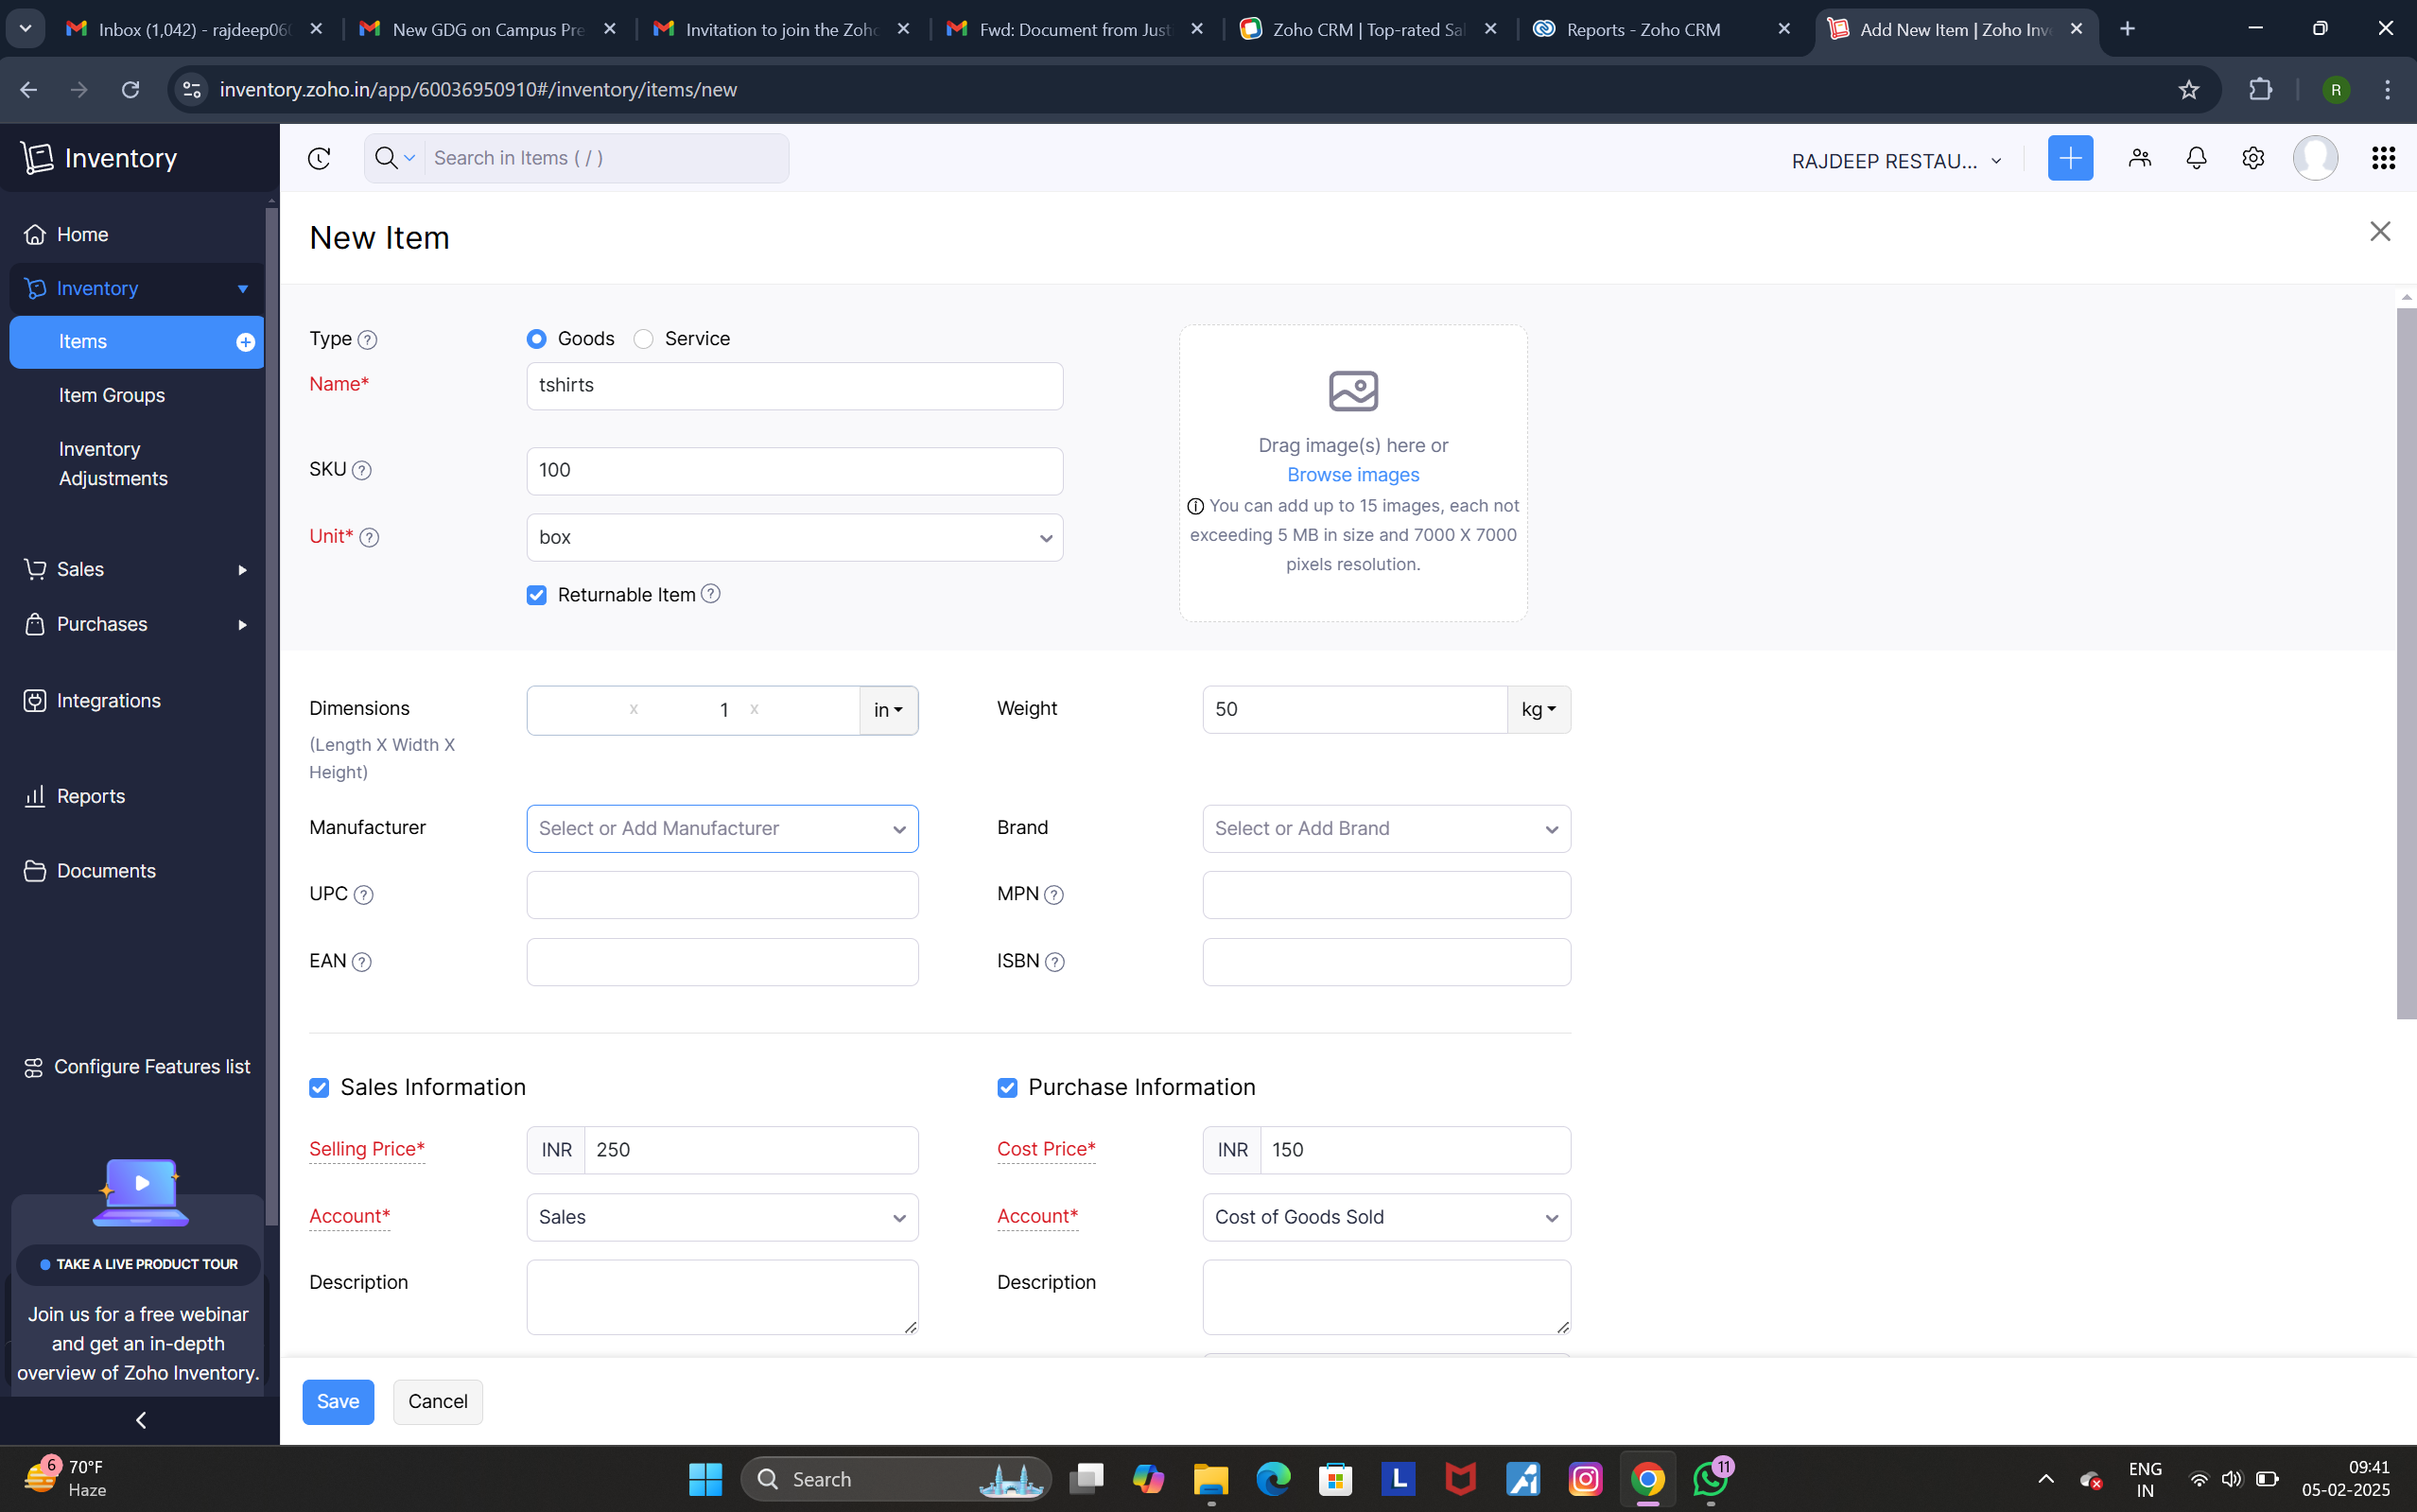 Inbox (1,042) - rajdeep06
New GDG on Campus Pre
Invitation to join the Zoho
Fwd: Document from Just
Zoho CRM | Top-rated Sal
Reports - Zoho CRM
Add New Item | Zoho Inve
inventory.zoho.in/app/60036950910#/inventory/items/new
R
Inventory
Search in Items ( / )
RAJDEEP RESTAU...
Home
Inventory
Items
Item Groups
Inventory
Adjustments
Sales
Purchases
Integrations
Reports
Documents
Configure Features list
TAKE A LIVE PRODUCT TOUR
Join us for a free webinar
and get an in-depth
overview of Zoho Inventory.
New Item
Type ? Goods Service
Name* tshirts
SKU ? 100
Unit* ? box
Returnable Item ?
Drag image(s) here or
Browse images
You can add up to 15 images, each not
exceeding 5 MB in size and 7000 X 7000
pixels resolution.
Dimensions x 1 x in
(Length X Width X
Height)
Weight 50 kg
Manufacturer Select or Add Manufacturer
Brand Select or Add Brand
UPC ?
MPN ?
EAN ?
ISBN ?
Sales Information
Purchase Information
Selling Price* INR 250
Cost Price* INR 150
Account* Sales
Account* Cost of Goods Sold
Description
Description
Save Cancel
6
70°F
Haze
Search
L
11
ENG
IN
09:41
05-02-2025